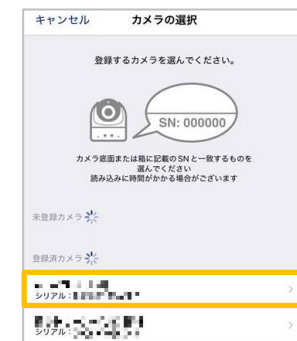 キャンセル カメラの選択
登録するカメラを選んでください。
SN: 000000
カメラ底面または箱に記載のSNと一致するものを
選んでください
読み込みに時間がかかる場合がございます
未登録カメラ
登録済カメラ
シリアル:
シリアル: